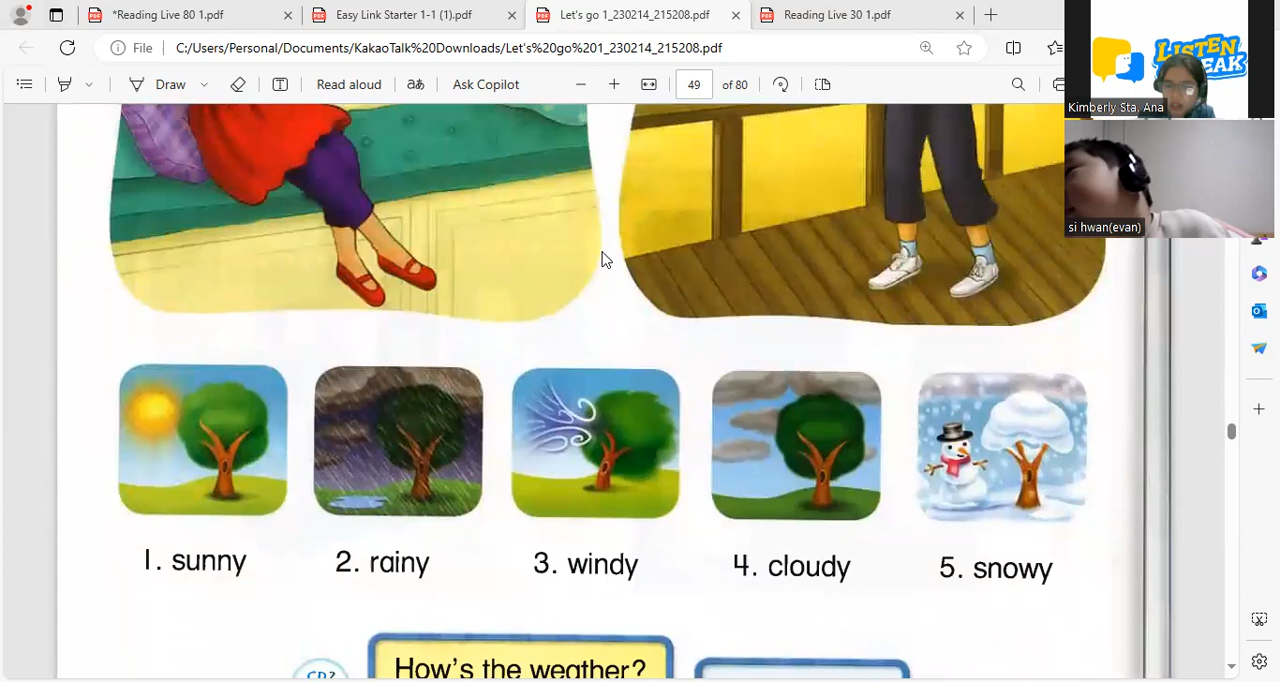 *Reading Live 80 1.pdf
Easy Link Starter 1-1 (1).pdf
Let's go 1_230214_215208.pdf
Reading Live 30 1.pdf
File
C:/Users/Personal/Documents/KakaoTalk%20Downloads/Let's%20go%201_230214_215208.pdf
Draw
Read aloud
aあ
Ask Copilot
49
of 80
LISTEN
Kimberly Sta. Ana
si hwan(evan)
1. sunny
2. rainy
3. windy
4. cloudy
5. snowy
How's the weather?